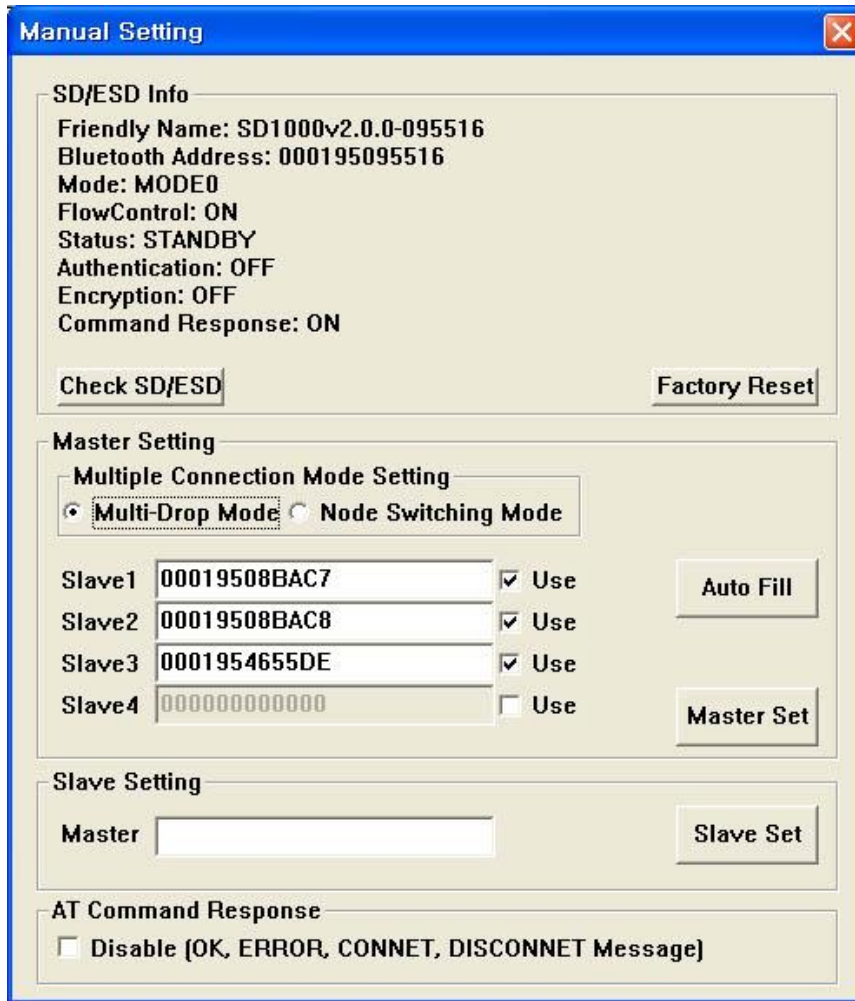 Manual Setting
SD/ESD Info
Friendly Name: SD1000v2.0.0-095516
Bluetooth Address: 000195095516
Mode: MODE0
FlowControl: ON
Status: STANDBY
Authentication: OFF
Encryption: OFF
Command Response: ON
Check SD/ESD Factory Reset
Master Setting
Multiple Connection Mode Setting
Multi-Drop Mode Node Switching Mode
Slave1 00019508BAC7 Use Auto Fill
Slave2 00019508BAC8 Use
Slave3 0001954655DE Use
Slave4 000000000000 Use Master Set
Slave Setting
Master Slave Set
AT Command Response
Disable (OK, ERROR, CONNET, DISCONNET Message)